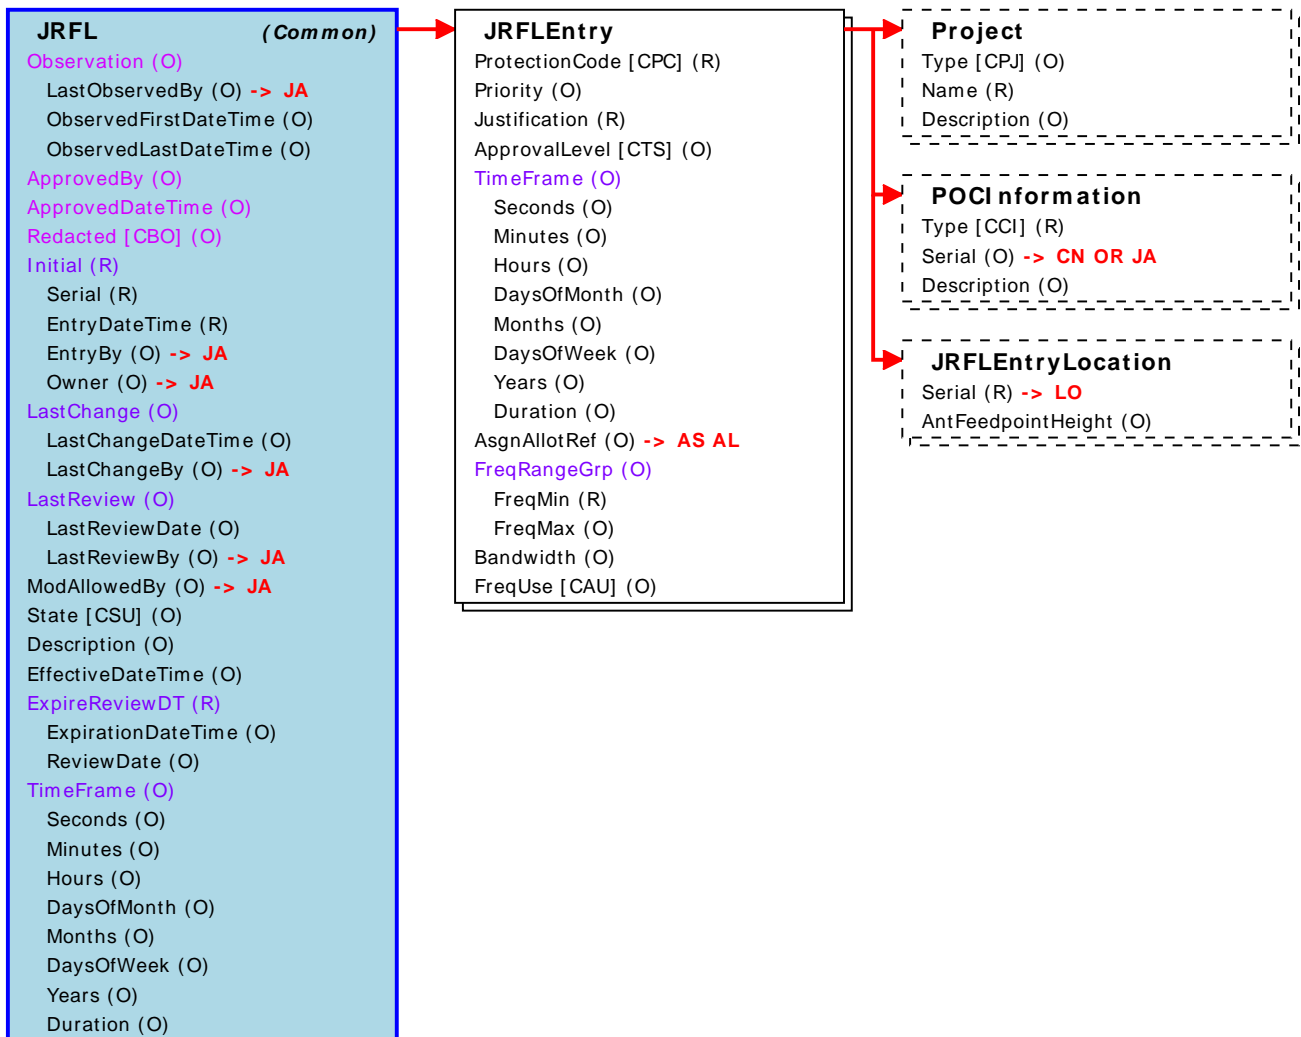 JRFL (Common)
Observation (O)
LastObservedBy (O) -> JA
ObservedFirstDateTime (O)
ObservedLastDateTime (O)
ApprovedBy (O)
ApprovedDateTime (O)
Redacted [CBO] (O)
Initial (R)
Serial (R)
EntryDateTime (R)
EntryBy (O) -> JA
Owner (O) -> JA
LastChange (O)
LastChangeDateTime (O)
LastChangeBy (O) -> JA
LastReview (O)
LastReviewDate (O)
LastReviewBy (O) -> JA
ModAllowedBy (O) -> JA
State [CSU] (O)
Description (O)
EffectiveDateTime (O)
ExpireReviewDT (R)
ExpirationDateTime (O)
ReviewDate (O)
TimeFrame (O)
Seconds (O)
Minutes (O)
Hours (O)
DaysOfMonth (O)
Months (O)
DaysOfWeek (O)
Years (O)
Duration (O)
JRFLEntry
ProtectionCode [CPC] (R)
Priority (O)
Justification (R)
ApprovalLevel [CTS] (O)
TimeFrame (O)
Seconds (O)
Minutes (O)
Hours (O)
DaysOfMonth (O)
Months (O)
DaysOfWeek (O)
Years (O)
Duration (O)
AsgnAllotRef (O) -> AS AL
FreqRangeGrp (O)
FreqMin (R)
FreqMax (O)
Bandwidth (O)
FreqUse [CAU] (O)
Project
Type [CPJ] (O)
Name (R)
Description (O)
POCInformation
Type [CCI] (R)
Serial (O) -> CN OR JA
Description (O)
JRFLEntryLocation
Serial (R) -> LO
AntFeedpointHeight (O)